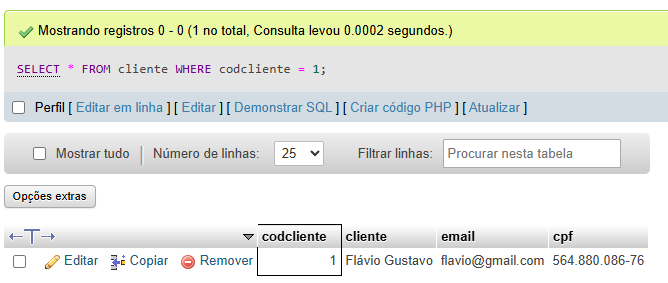 Mostrando registros 0 - 0 (1 no total, Consulta levou 0.0002 segundos.)
SELECT * FROM cliente WHERE codcliente = 1;
Perfil [ Editar em linha ] [ Editar ] [ Demonstrar SQL ] [ Criar código PHP ] [ Atualizar ]
Mostrar tudo | Número de linhas: 25 Filtrar linhas: Procurar nesta tabela
Opções extras
←T→ codcliente cliente email cpf
Editar Copiar Remover 1 Flávio Gustavo flavio@gmail.com 564.880.086-76